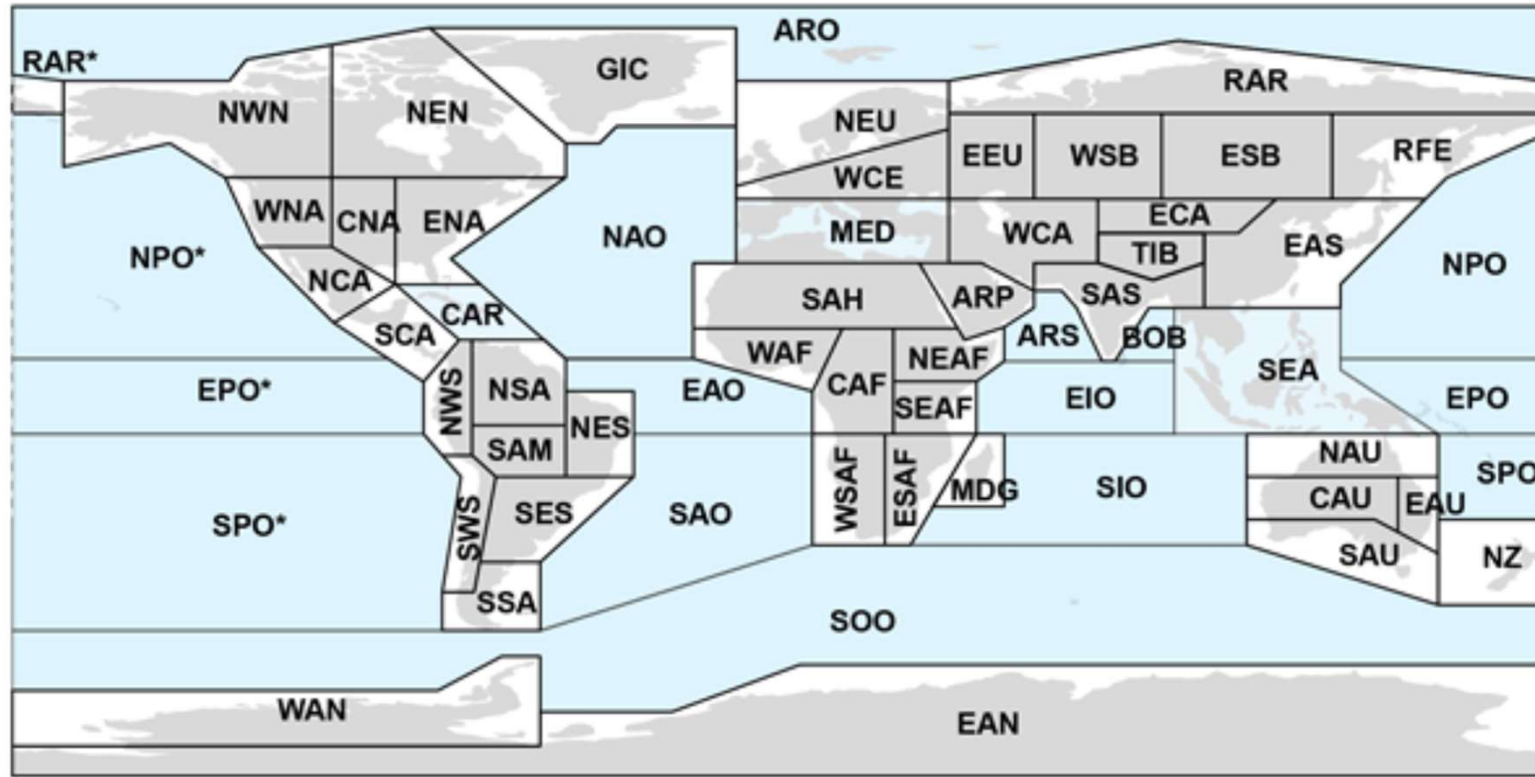 ARO
RAR*
GIC
RAR
NWN
NEN
NEU
EEU
WSB
ESB
RFE
WCE
WNA
CNA
ENA
ECA
NAO
MED
WCA
TIB
EAS
NPO*
NPO
NCA
SAH
ARP
SAS
CAR
SCA
ARS
BOB
WAF
NEAF
SEA
EPO*
NWS
NSA
EAO
CAF
SEAF
EIO
EPO
NES
SAM
NAU
WSAF
ESAF
MDG
SIO
SPO
CAU
EAU
SPO*
SWS
SES
SAO
SAU
NZ
SSA
SOO
WAN
EAN